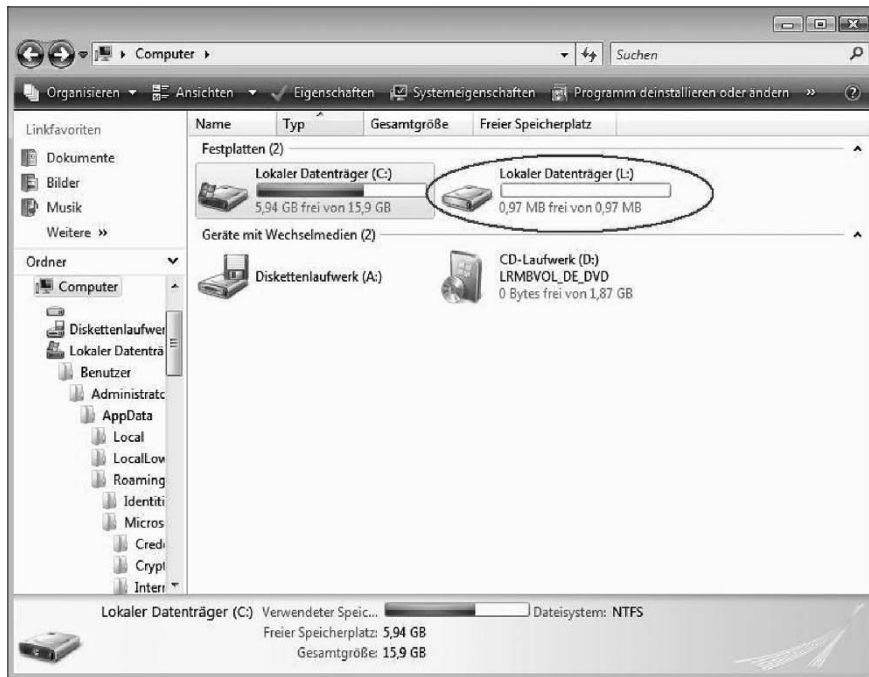 Computer
Suchen
Organisieren Ansichten Eigenschaften Systemeigenschaften Programm deinstallieren oder ändern »
Linkfavoriten
Dokumente
Bilder
Musik
Weitere »
Ordner
Computer
Diskettenlaufwer
Lokaler Datenträ
Benutzer
Administratc
AppData
Local
LocalLow
Roaming
Identiti
Micros
Cred
Crypt
Intern
Name Typ Gesamtgröße Freier Speicherplatz
Festplatten (2)
Lokaler Datenträger (C:)
5,94 GB frei von 15,9 GB
Lokaler Datenträger (L:)
0,97 MB frei von 0,97 MB
Geräte mit Wechselmedien (2)
Diskettenlaufwerk (A:)
CD-Laufwerk (D:)
LRMBVOL_DE_DVD
0 Bytes frei von 1,87 GB
Lokaler Datenträger (C:) Verwendeter Speic... Dateisystem: NTFS
Freier Speicherplatz: 5,94 GB
Gesamtgröße: 15,9 GB